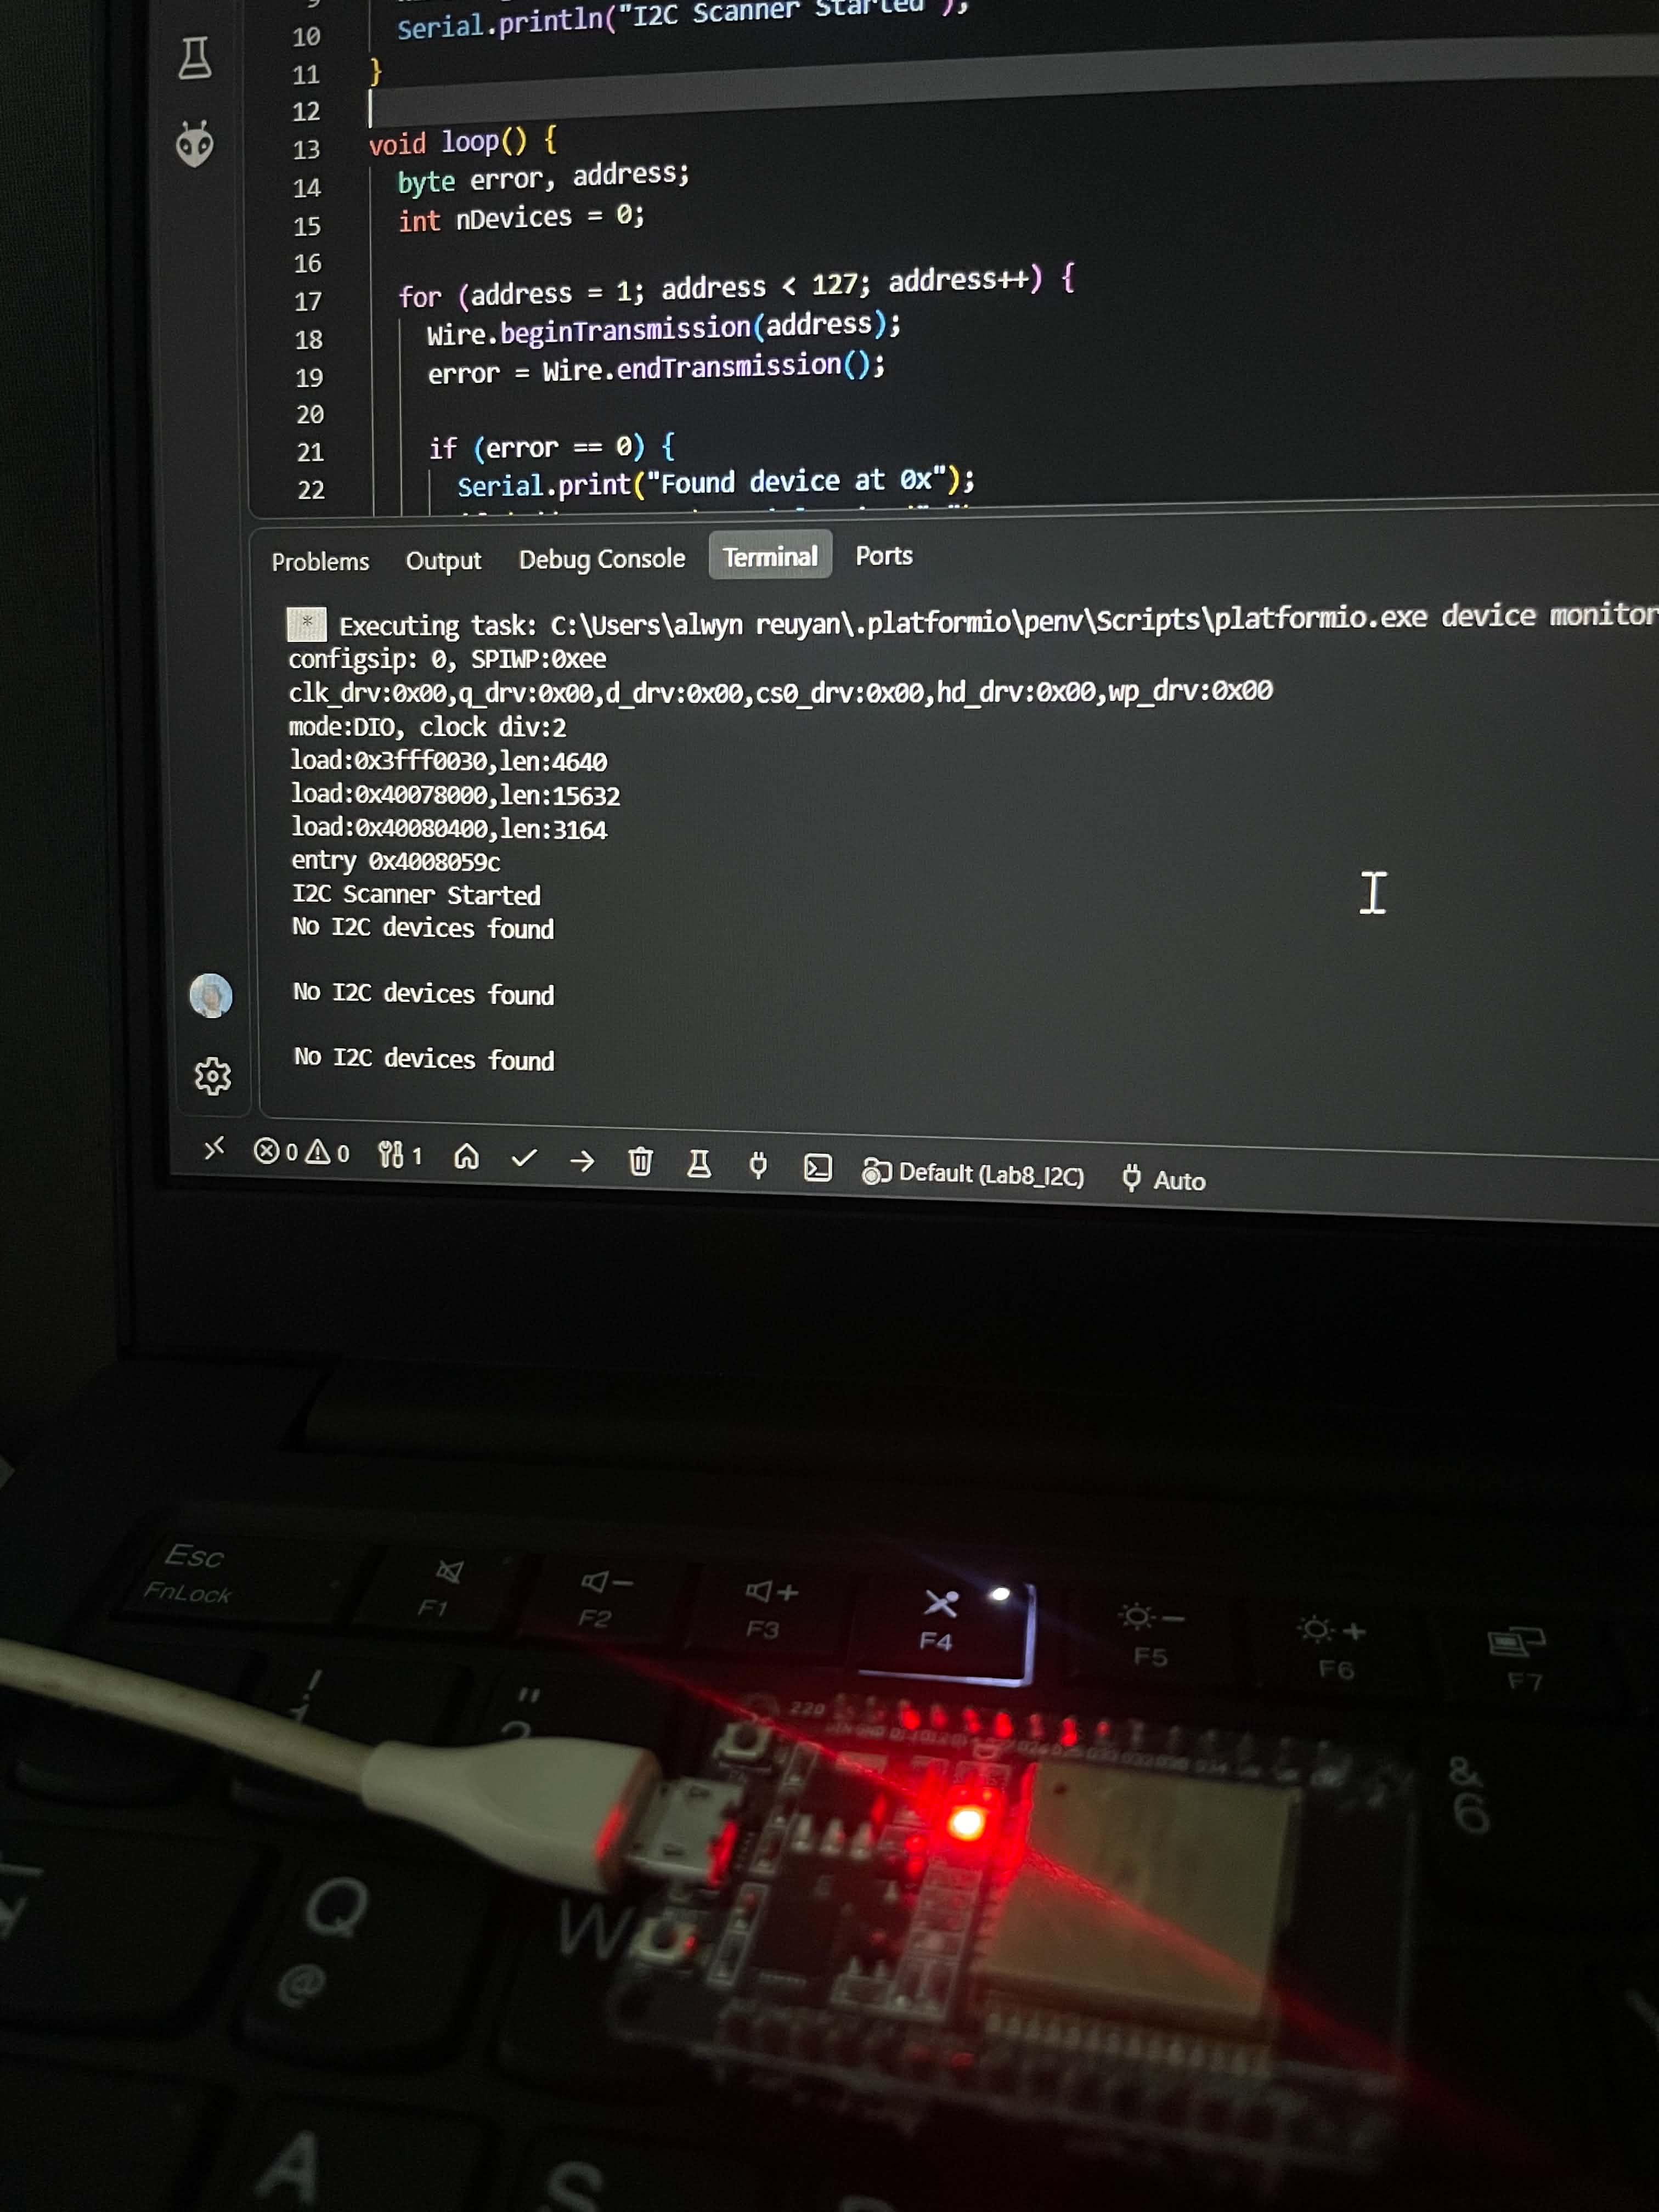 10 Serial.println("I2C Scanner Started");
11 }
12
13 void loop() {
14 byte error, address;
15 int nDevices = 0;
16
17 for (address = 1; address < 127; address++) {
18 Wire.beginTransmission(address);
19 error = Wire.endTransmission();
20
21 if (error == 0) {
22 Serial.print("Found device at 0x");
Problems Output Debug Console Terminal Ports
* Executing task: C:\Users\alwyn reuyan\.platformio\penv\Scripts\platformio.exe device monitor
configsip: 0, SPIWP:0xee
clk_drv:0x00,q_drv:0x00,d_drv:0x00,cs0_drv:0x00,hd_drv:0x00,wp_drv:0x00
mode:DIO, clock div:2
load:0x3fff0030,len:4640
load:0x40078000,len:15632
load:0x40080400,len:3164
entry 0x4008059c
I2C Scanner Started
No I2C devices found
No I2C devices found
No I2C devices found
0 0 1 Default (Lab8_I2C) Auto
Esc
FnLock
F1 F2 F3 F4 F5 F6 F7
220
! "
&
6
Q
@
W
A S